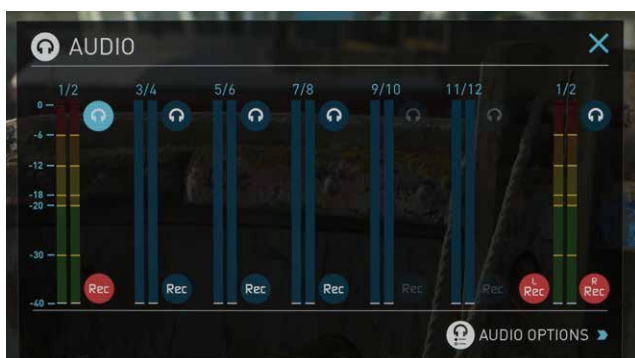 AUDIO
1/2 3/4 5/6 7/8 9/10 11/12 1/2
0
-6
-12
-18
-20
-30
Rec Rec Rec Rec Rec Rec L Rec R Rec
-40
AUDIO OPTIONS